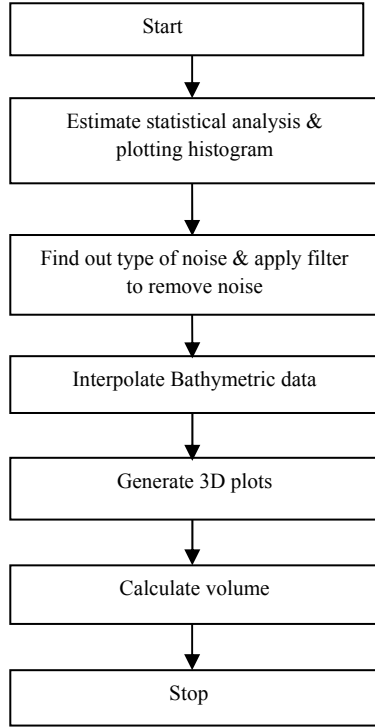 Start
Estimate statistical analysis &
plotting histogram
Find out type of noise & apply filter
to remove noise
Interpolate Bathymetric data
Generate 3D plots
Calculate volume
Stop